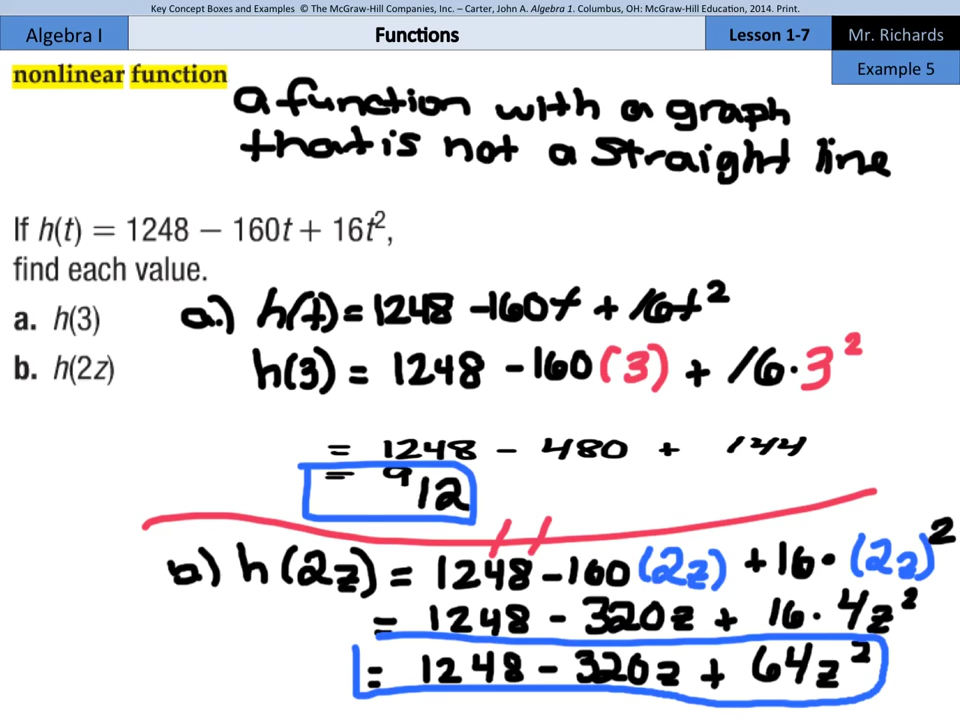 Key Concept Boxes and Examples © The McGraw-Hill Companies, Inc. – Carter, John A. Algebra 1. Columbus, OH: McGraw-Hill Education, 2014. Print.
Algebra I Functions Lesson 1-7 Mr. Richards
Example 5
nonlinear function
a function with a graph
that is not a straight line
If h(t) = 1248 – 160t + 16t²,
find each value.
a. h(3)
b. h(2z)
a.) h(t) = 1248 - 160t + 16t²
h(3) = 1248 - 160(3) + 16·3²
= 1248 - 480 + 144
= 912
b) h(2z) = 1248 - 160(2z) + 16·(2z)²
= 1248 - 320z + 16·4z²
= 1248 - 320z + 64z²